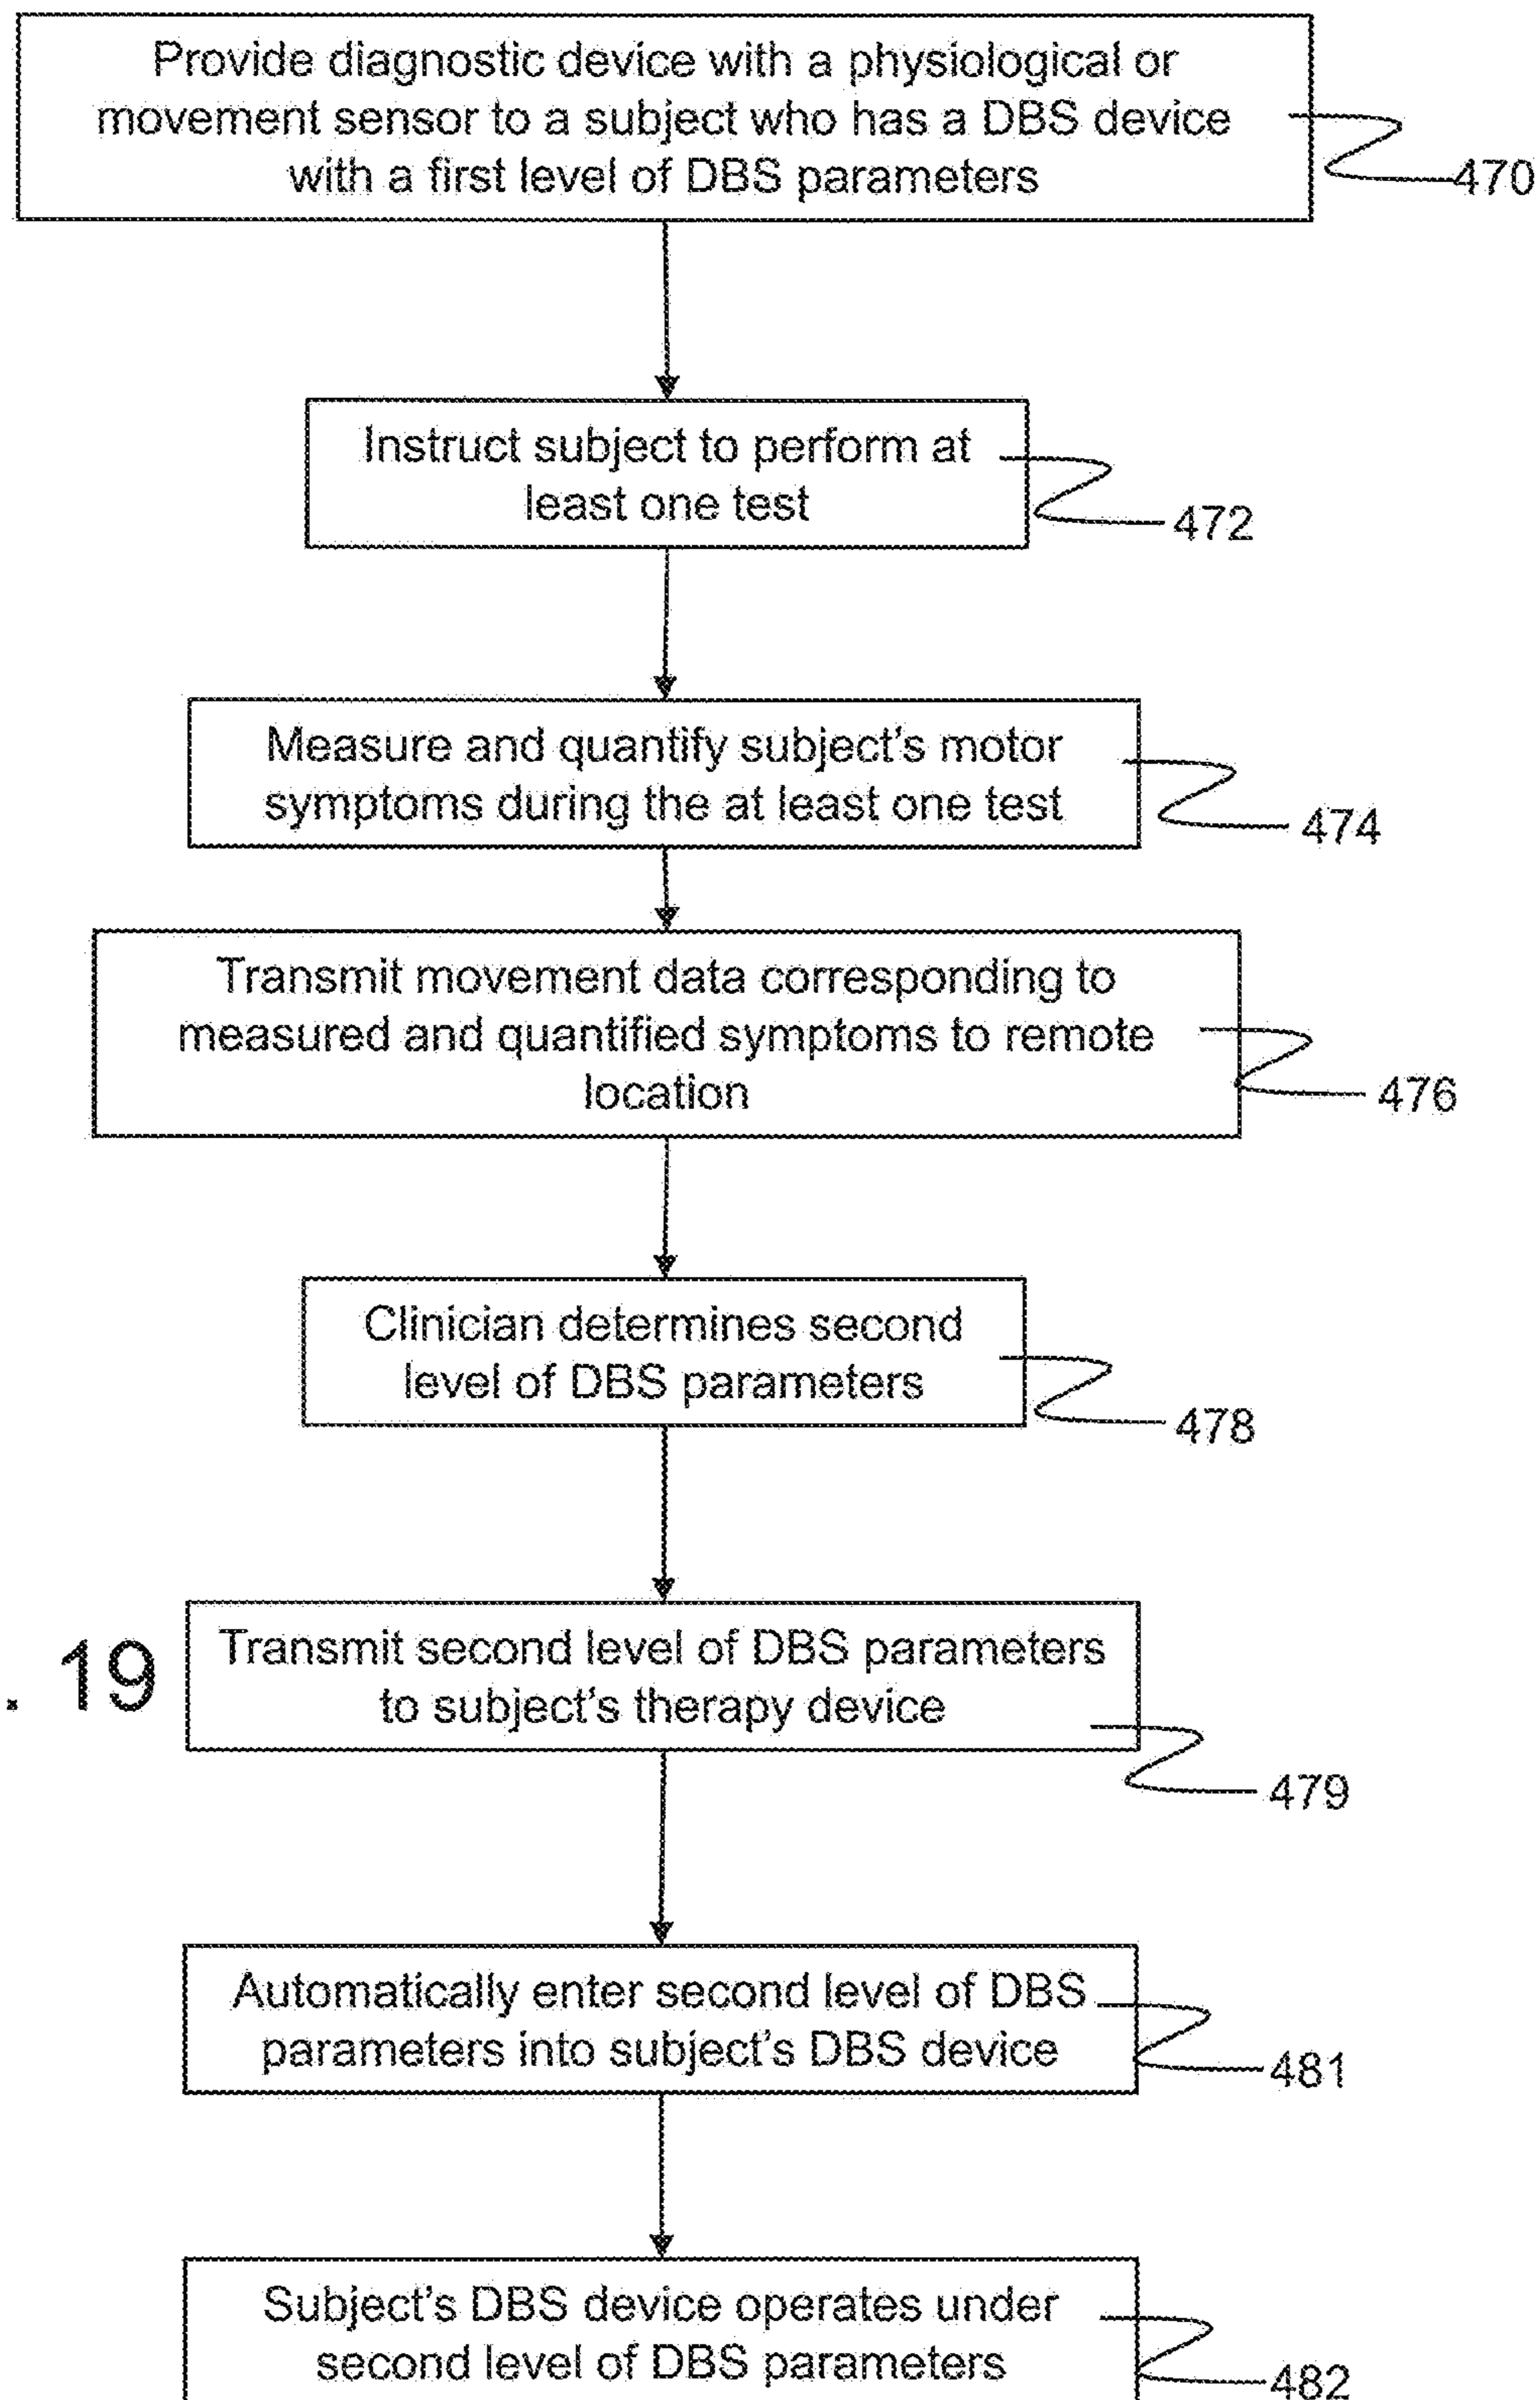 Provide diagnostic device with a physiological or
movement sensor to a subject who has a DBS device
with a first level of DBS parameters
470
Instruct subject to perform at
least one test
472
Measure and quantify subject's motor
symptoms during the at least one test
474
Transmit movement data corresponding to
measured and quantified symptoms to remote
location
476
Clinician determines second
level of DBS parameters
478
. 19
Transmit second level of DBS parameters
to subject's therapy device
479
Automatically enter second level of DBS
parameters into subject's DBS device
481
Subject's DBS device operates under
second level of DBS parameters
482